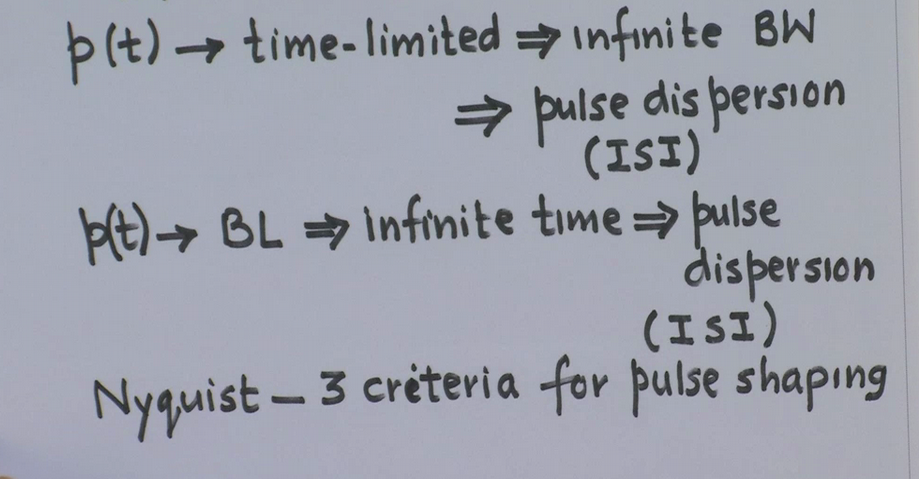 p(t) → time-limited ⇒ infinite BW
⇒ pulse dispersion
(ISI)
p(t) → BL ⇒ infinite time ⇒ pulse
dispersion
(ISI)
Nyquist – 3 criteria for pulse shaping